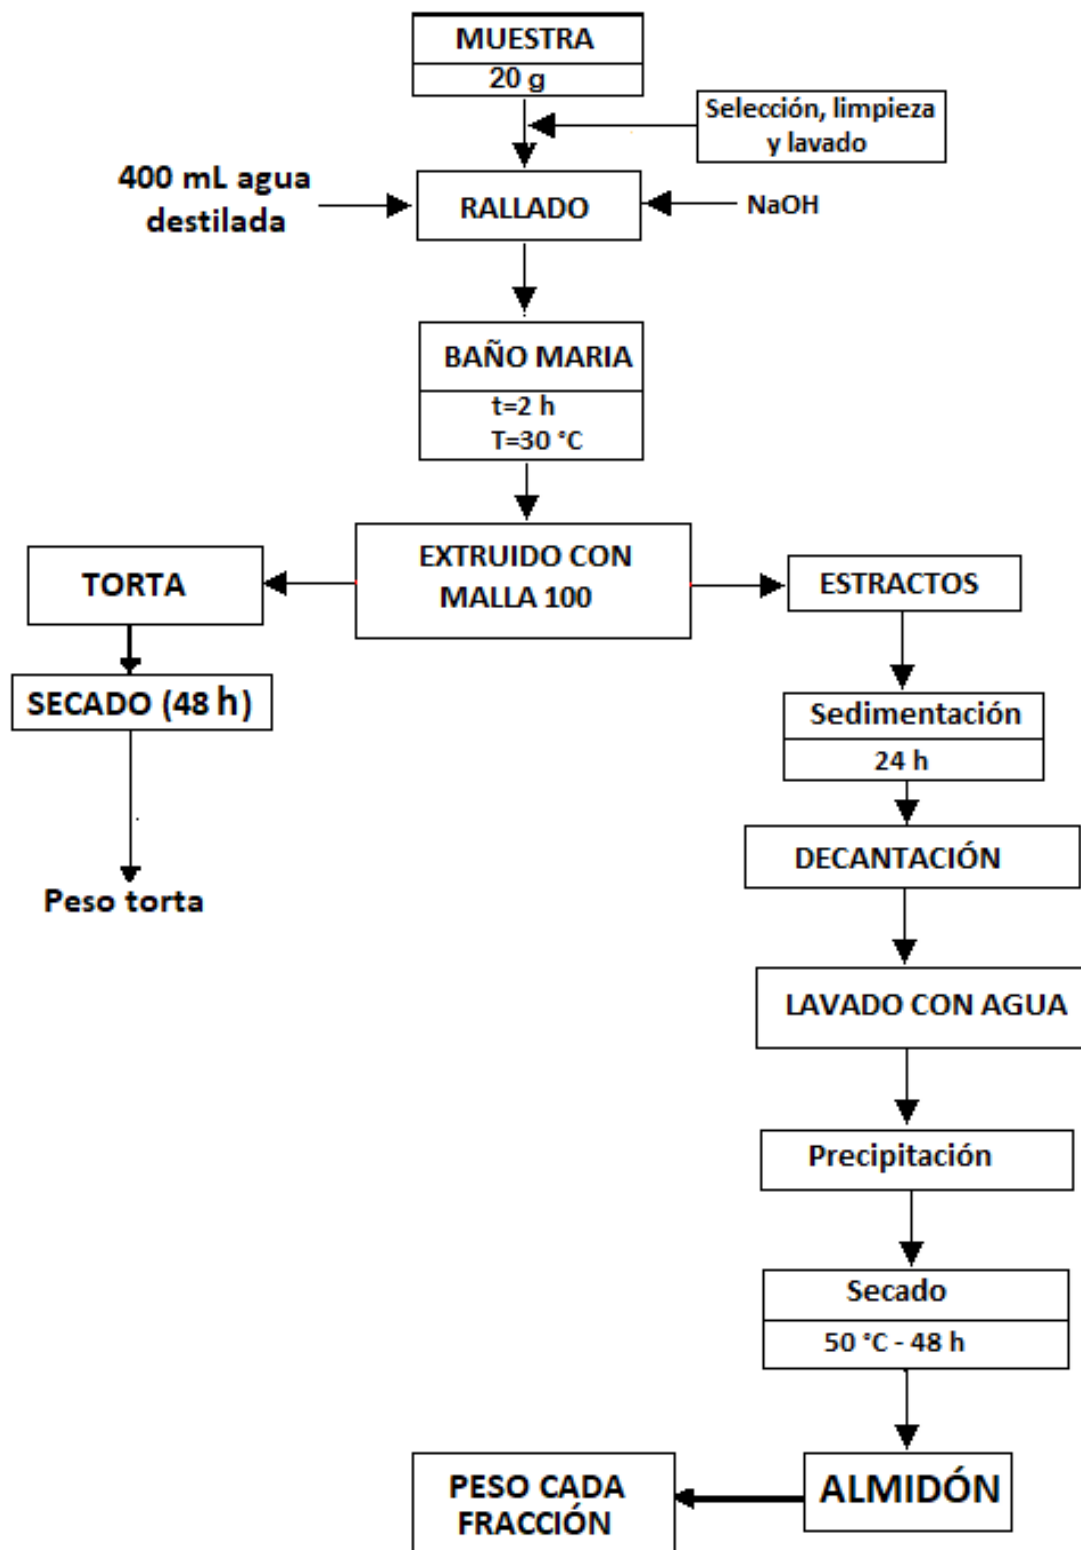 MUESTRA
20 g
Selección, limpieza
y lavado
400 mL agua
destilada
RALLADO
NaOH
BAÑO MARIA
t=2 h
T=30 °C
EXTRUIDO CON
MALLA 100
TORTA
ESTRACTOS
SECADO (48 h)
Sedimentación
24 h
DECANTACIÓN
Peso torta
LAVADO CON AGUA
Precipitación
Secado
50 °C - 48 h
ALMIDÓN
PESO CADA
FRACCIÓN